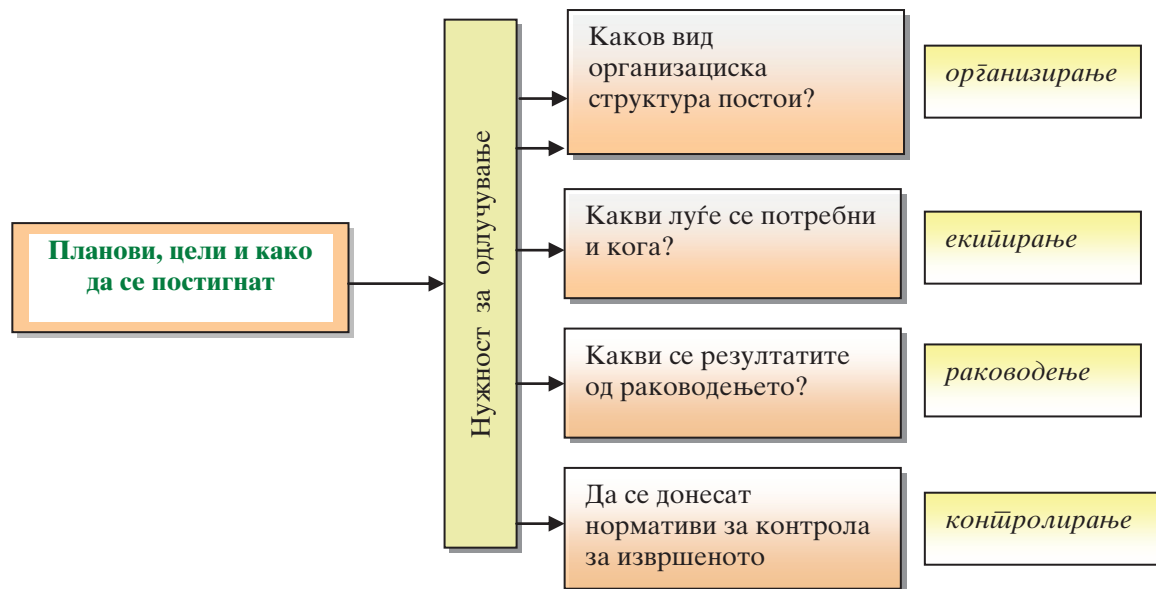 Планови, цели и како
да се постигнат
Нужност за одлучување
Каков вид
организациска
структура постои?
организирање
Какви луѓе се потребни
и кога?
екипирање
Какви се резултатите
од раководењето?
раководење
Да се донесат
нормативи за контрола
за извршеното
контролирање